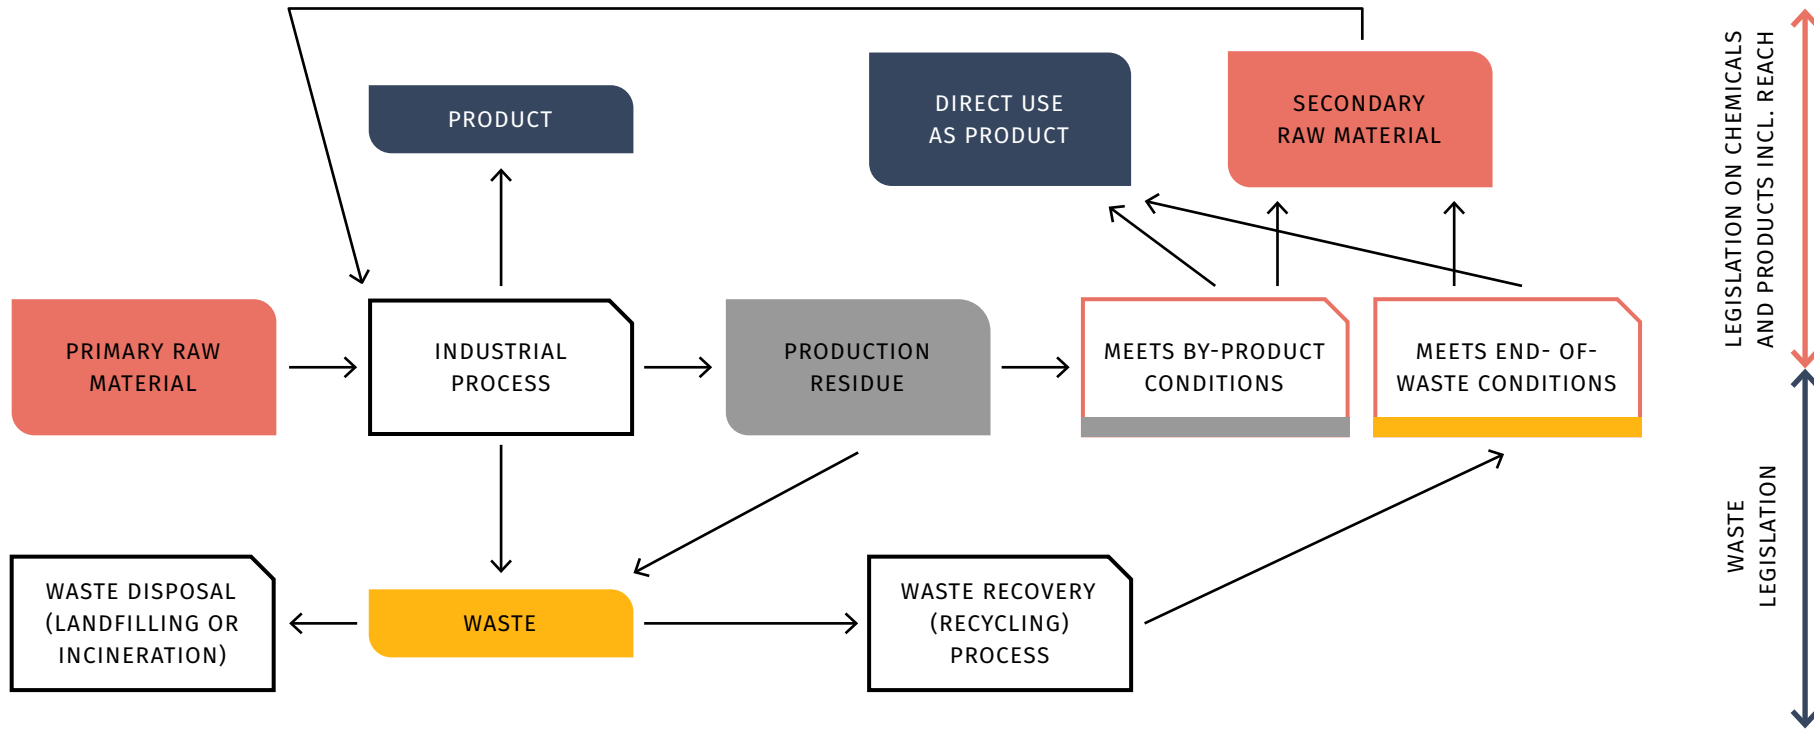 PRODUCT
DIRECT USE
AS PRODUCT
SECONDARY
RAW MATERIAL
LEGISLATION ON CHEMICALS
AND PRODUCTS INCL. REACH
PRIMARY RAW
MATERIAL
INDUSTRIAL
PROCESS
PRODUCTION
RESIDUE
MEETS BY-PRODUCT
CONDITIONS
MEETS END- OF-
WASTE CONDITIONS
WASTE
LEGISLATION
WASTE DISPOSAL
(LANDFILLING OR
INCINERATION)
WASTE
WASTE RECOVERY
(RECYCLING)
PROCESS